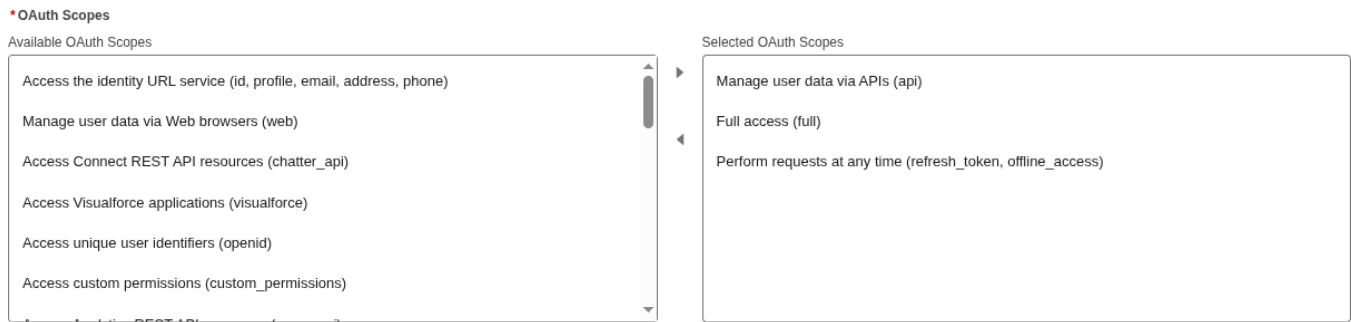 *OAuth Scopes
Available OAuth Scopes
Access the identity URL service (id, profile, email, address, phone)
Manage user data via Web browsers (web)
Access Connect REST API resources (chatter_api)
Access Visualforce applications (visualforce)
Access unique user identifiers (openid)
Access custom permissions (custom_permissions)
Selected OAuth Scopes
Manage user data via APIs (api)
Full access (full)
Perform requests at any time (refresh_token, offline_access)